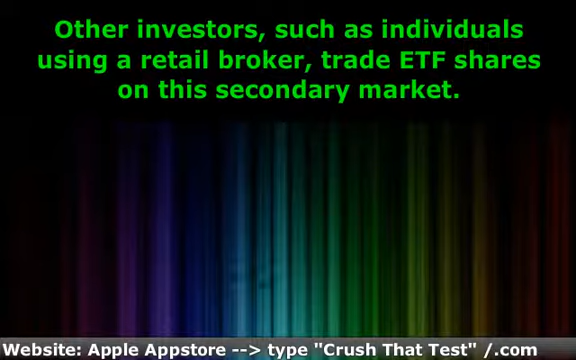 Other investors, such as individuals
using a retail broker, trade ETF shares
on this secondary market.
Website: Apple Appstore --> type "Crush That Test" /.com